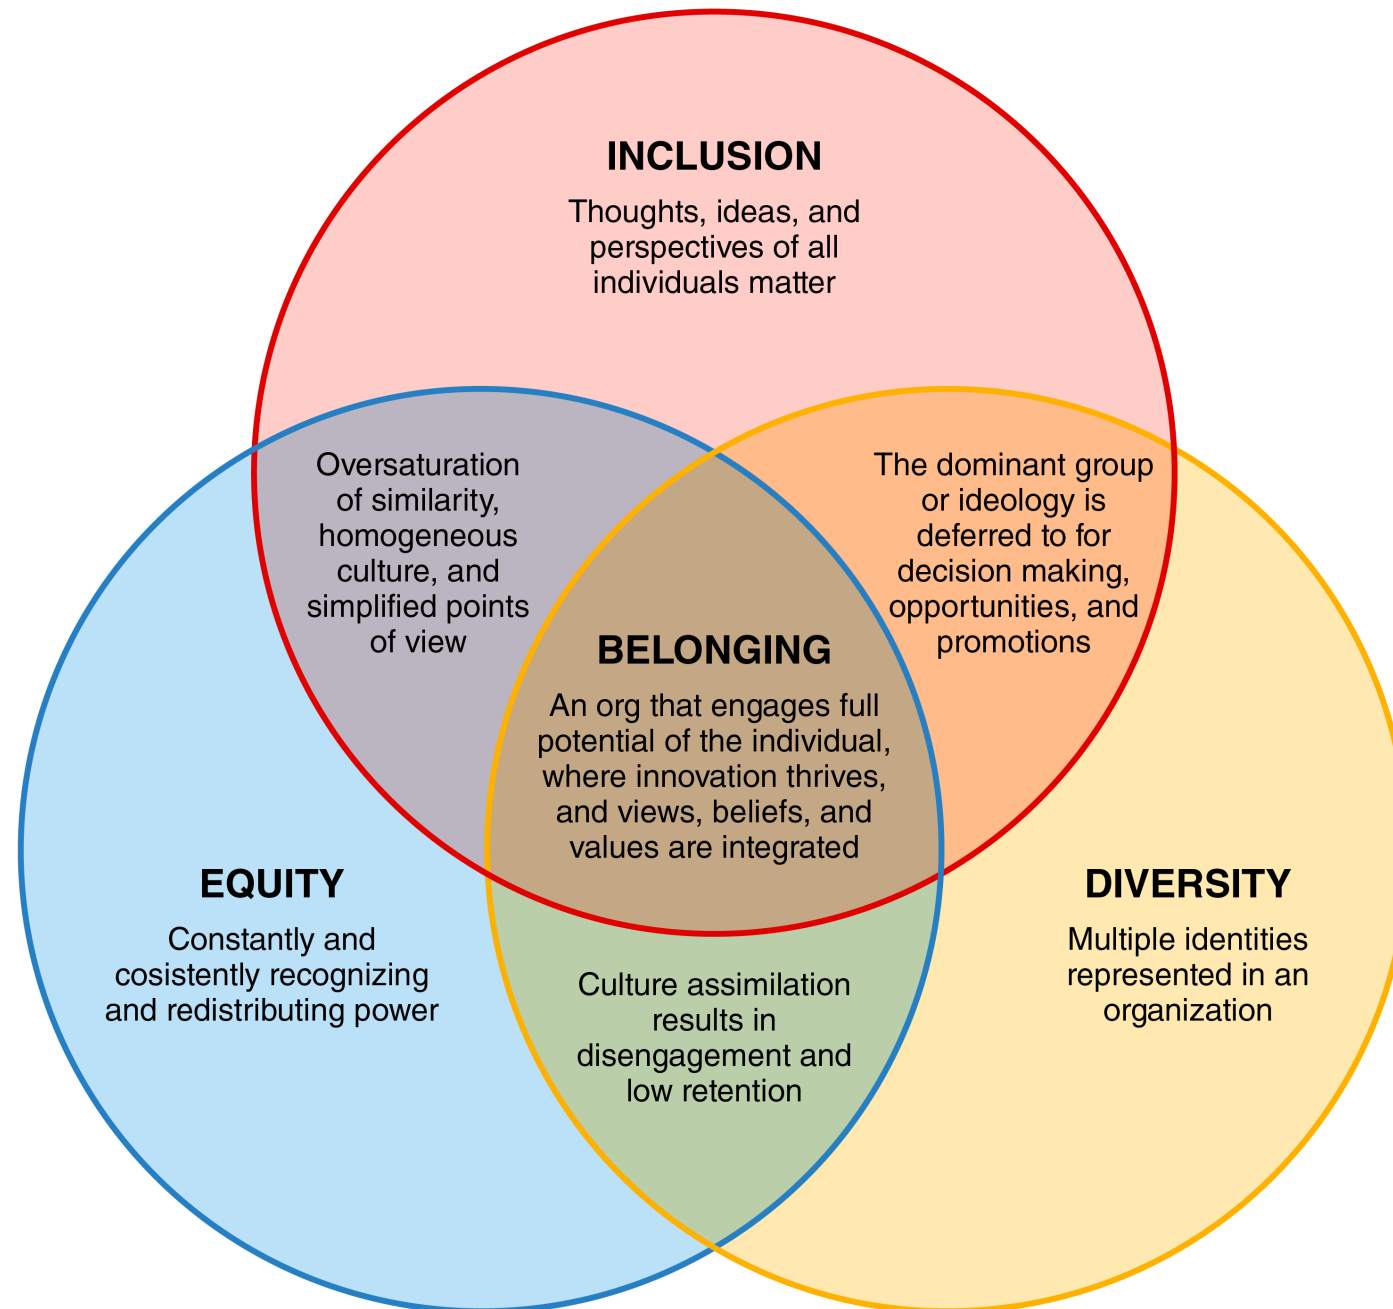 INCLUSION
Thoughts, ideas, and
perspectives of all
individuals matter
Oversaturation
of similarity,
homogeneous
culture, and
simplified points
of view
The dominant group
or ideology is
deferred to for
decision making,
opportunities, and
promotions
BELONGING
An org that engages full
potential of the individual,
where innovation thrives,
and views, beliefs, and
values are integrated
EQUITY
Constantly and
cosistently recognizing
and redistributing power
DIVERSITY
Multiple identities
represented in an
organization
Culture assimilation
results in
disengagement and
low retention